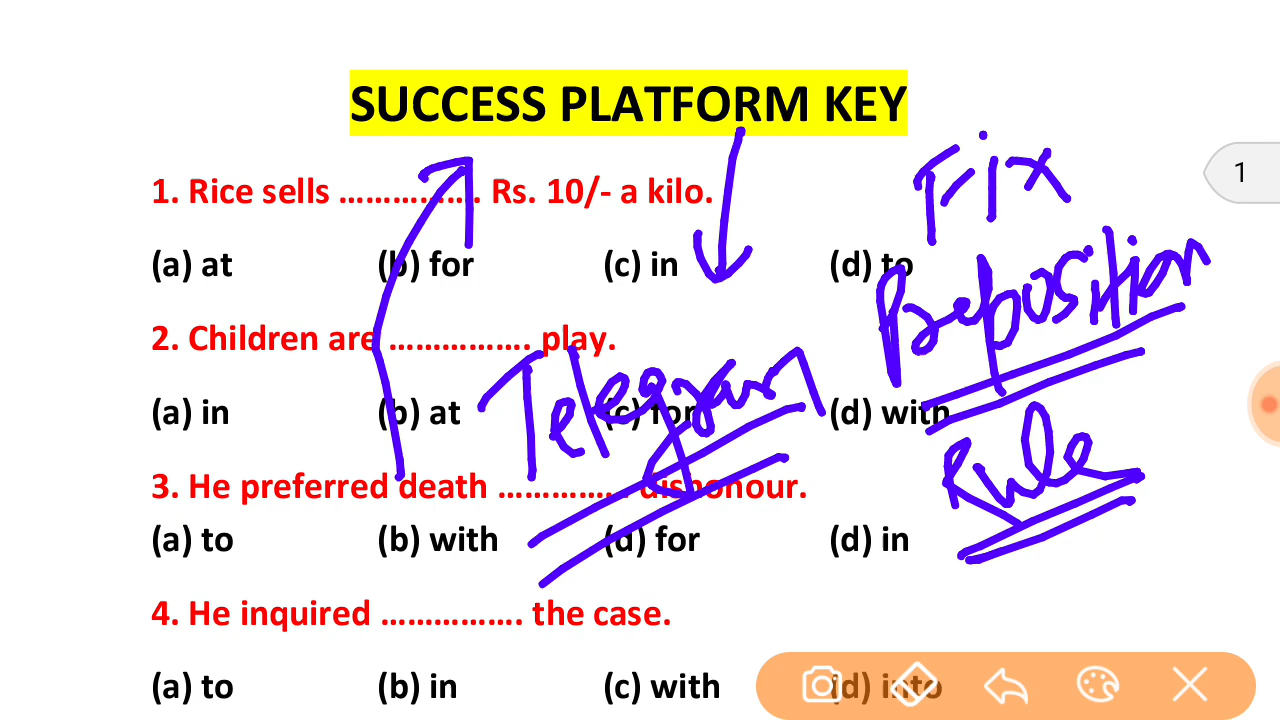 SUCCESS PLATFORM KEY
Fix
1
1. Rice sells ................ Rs. 10/- a kilo.
(a) at (b) for (c) in (d) to
Preposition
2. Children are ................ play.
Telegram
(a) in (b) at (c) for (d) with
Rule
3. He preferred death ................ dishonour.
(a) to (b) with (d) for (d) in
4. He inquired ................ the case.
(a) to (b) in (c) with (d) into